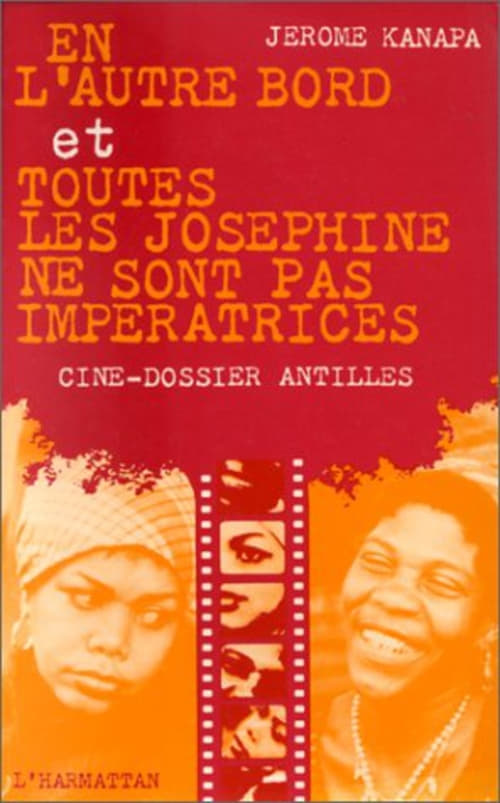 JEROME KANAPA
EN
L'AUTRE BORD
et
TOUTES
LES JOSEPHINE
NE SONT PAS
IMPERATRICES
CINE-DOSSIER ANTILLES
L'HARMATTAN